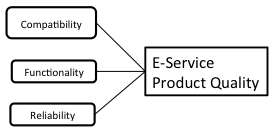 Compatibility
Functionality
Reliability
E-Service
Product Quality